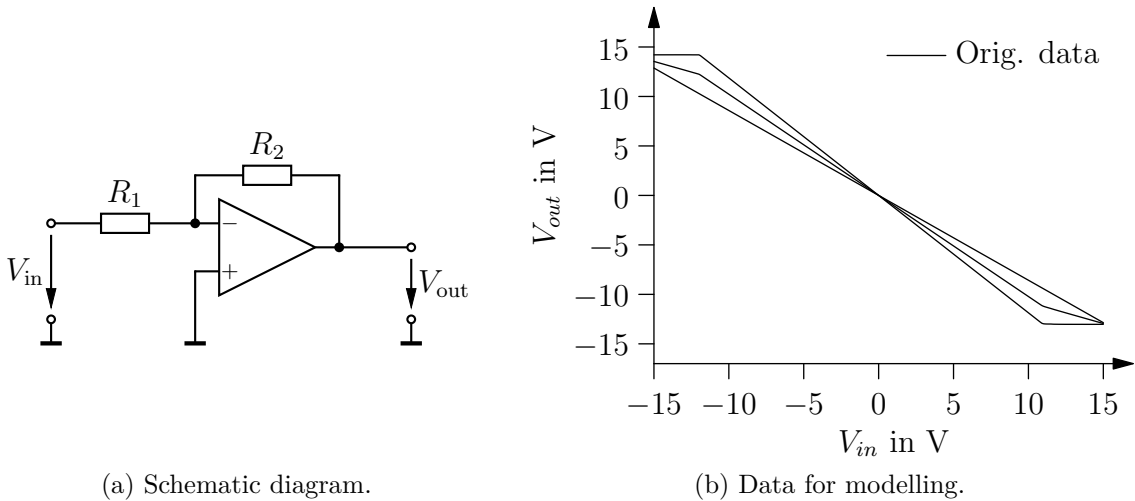 R1
R2
−
+
Vin
Vout
(a) Schematic diagram.
Orig. data
Vout in V
15
10
5
0
−5
−10
−15
−15 −10 −5 0 5 10 15
Vin in V
(b) Data for modelling.